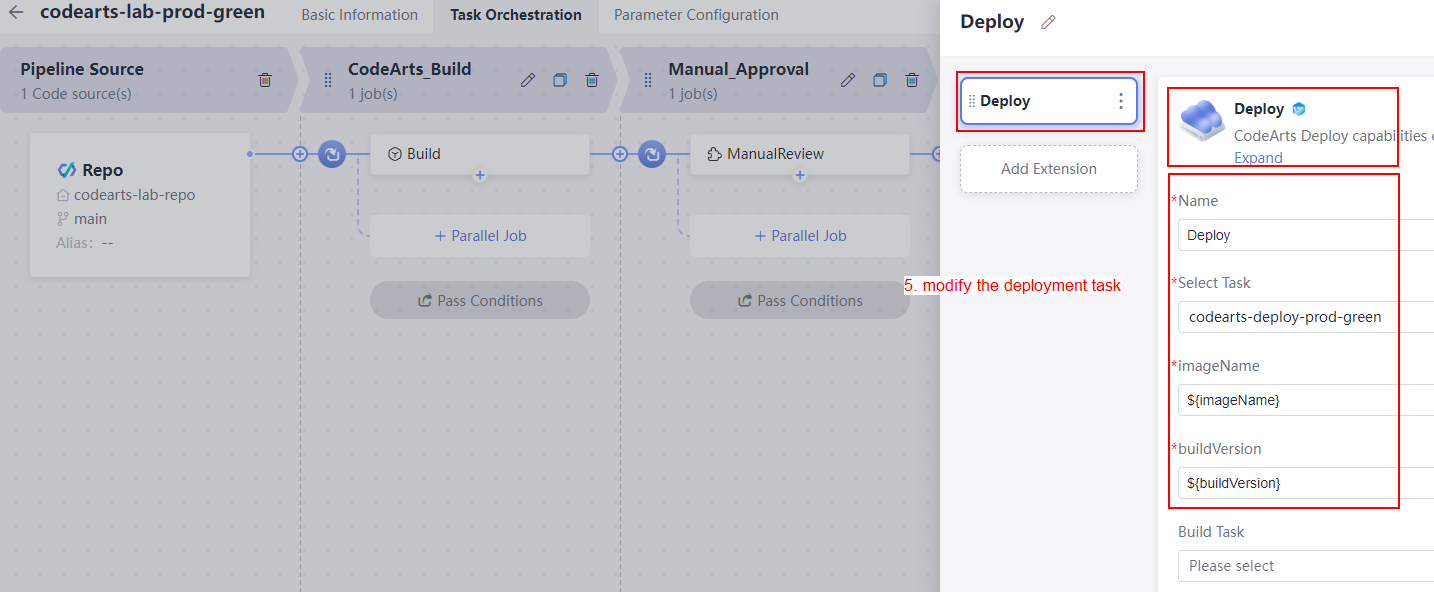 codearts-lab-prod-green
Basic Information
Task Orchestration
Parameter Configuration
Pipeline Source
1 Code source(s)
CodeArts_Build
1 job(s)
Manual_Approval
1 job(s)
Repo
codearts-lab-repo
main
Alias: --
Build
ManualReview
+ Parallel Job
+ Parallel Job
Pass Conditions
Pass Conditions
5. modify the deployment task
Deploy
Deploy
Add Extension
Deploy
CodeArts Deploy capabilities
Expand
*Name
Deploy
*Select Task
codearts-deploy-prod-green
*imageName
${imageName}
*buildVersion
${buildVersion}
Build Task
Please select